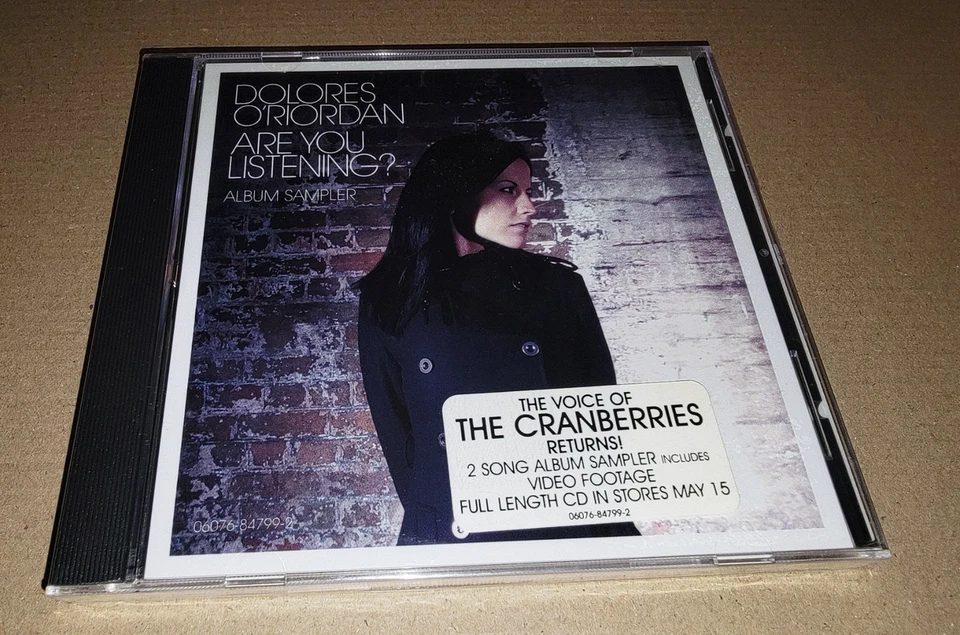 DOLORES
O'RIORDAN
ARE YOU
LISTENING?
ALBUM SAMPLER
THE VOICE OF
THE CRANBERRIES
RETURNS!
2 SONG ALBUM SAMPLER INCLUDES
VIDEO FOOTAGE
FULL LENGTH CD IN STORES MAY 15
06076-84799-2
06076-84799-2